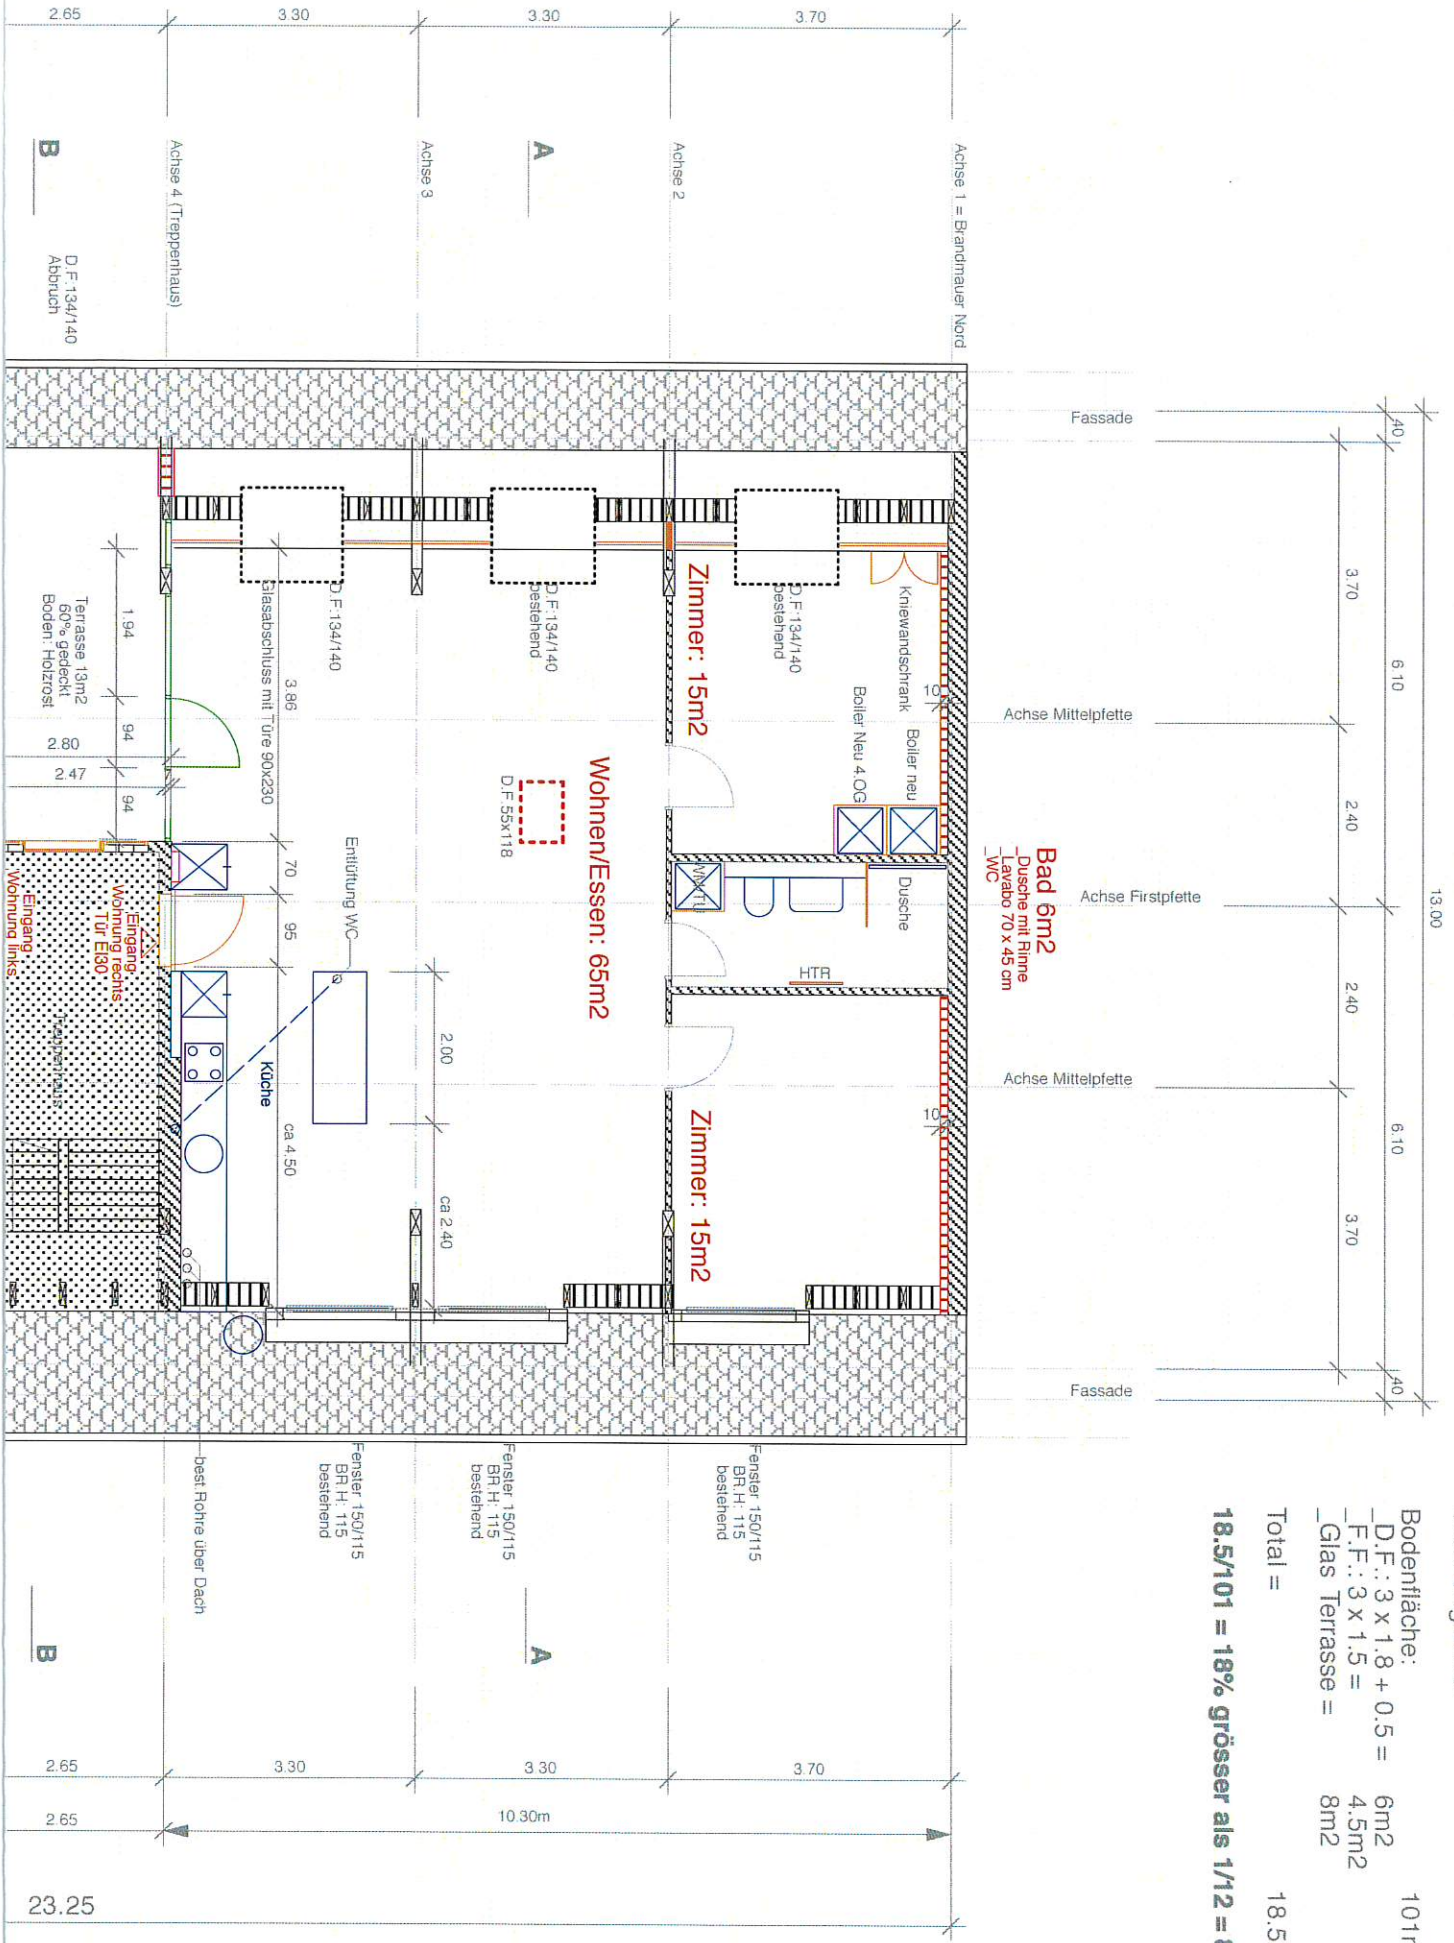 2.65
3.30
3.30
3.70
B
Achse 4 (Treppenhaus)
Achse 3
A
Achse 2
Achse 1 = Brandmauer Nord
D.F.134/140
Abbruch
Fassade
40
3.70
6.10
13.00
Achse Mittelpfette
2.40
Achse Firstpfette
2.40
Achse Mittelpfette
6.10
3.70
Fassade
40
Zimmer: 15m2
D.F.134/140
bestehend
Kniewandschrank
Boiler neu
Boiler Neu 4.OG
10
D.F.134/140
bestehend
D.F.134/140
Glasabschluss mit Türe 90x230
3.86
Wohnen/Essen: 65m2
D.F.55x118
Terrasse 13m2
60% gedeckt
Boden: Holzrost
1.94
94
94
2.80
2.47
70
95
Entlüftung WC
Bad 6m2
_Dusche mit Rinne
_Lavabo 70 x 45 cm
_WC
Dusche
WM/TU
HTR
Eingang
Wohnung rechts
Tür EI30
Eingang
Wohnung links
Treppenhaus
Küche
2.00
ca 4.50
ca 2.40
Zimmer: 15m2
10
Fenster 150/115
BR.H: 115
bestehend
Fenster 150/115
BR.H: 115
bestehend
Fenster 150/115
BR.H: 115
bestehend
best.Rohre über Dach
B
A
2.65
3.30
3.30
3.70
2.65
10.30m
23.25
Bodenfläche: 101
_D.F.: 3 x 1.8 + 0.5 = 6m2
_F.F.: 3 x 1.5 = 4.5m2
_Glas Terrasse = 8m2
Total = 18.5
18.5/101 = 18% grösser als 1/12 =